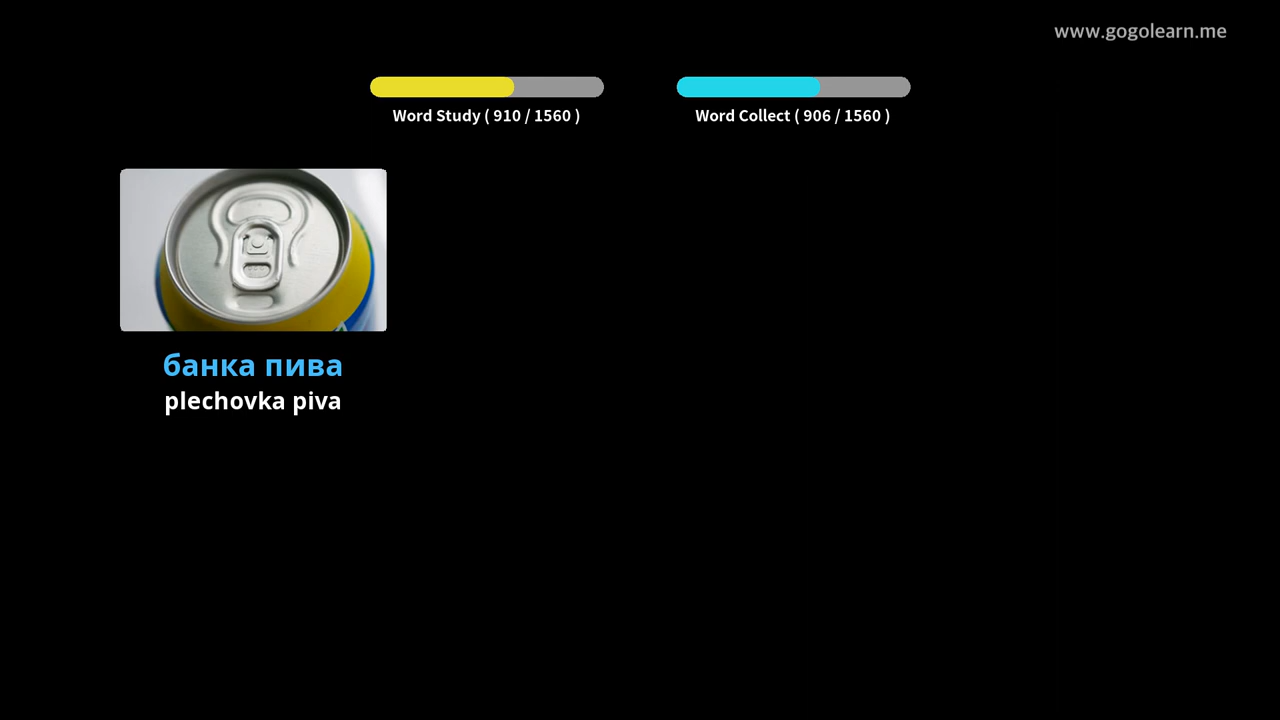 www.gogolearn.me
Word Study ( 910 / 1560 )
Word Collect ( 906 / 1560 )
банка пива
plechovka piva